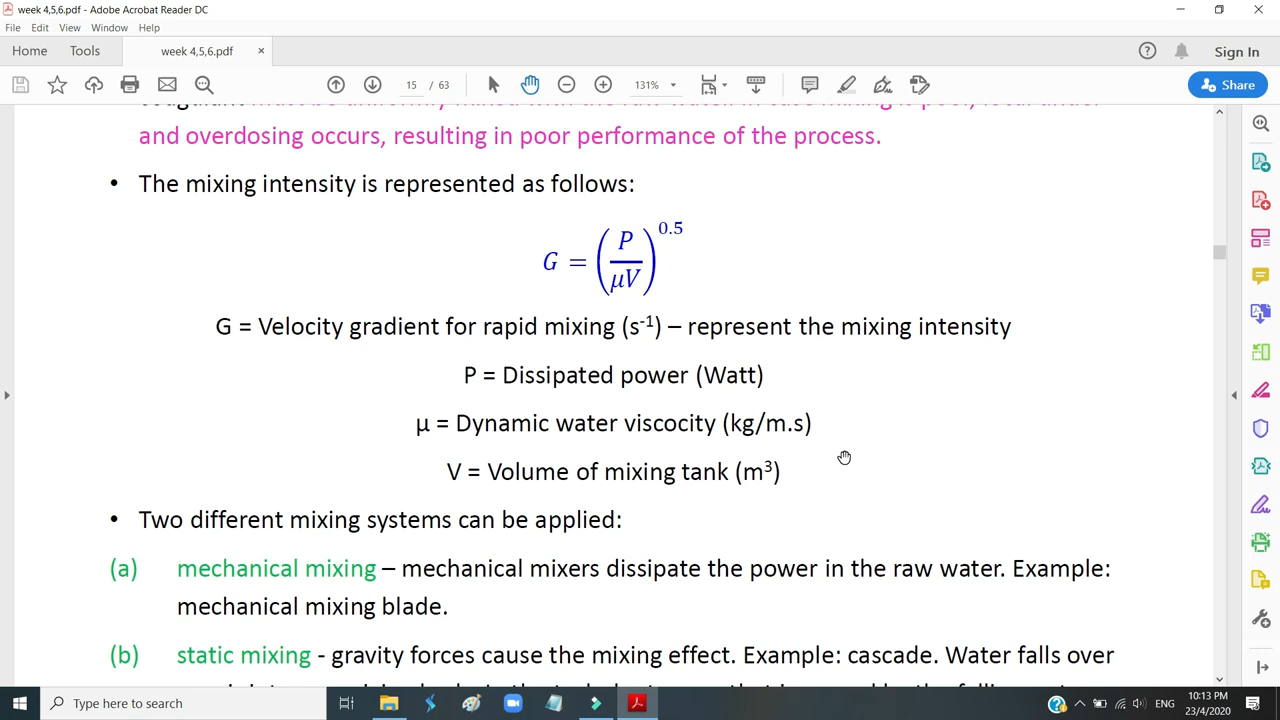 week 4,5,6.pdf - Adobe Acrobat Reader DC
File Edit View Window Help
Home Tools week 4,5,6.pdf × Sign In
15 / 63 131% Share
and overdosing occurs, resulting in poor performance of the process.
• The mixing intensity is represented as follows:
G = (P/μV)^0.5
G = Velocity gradient for rapid mixing (s⁻¹) – represent the mixing intensity
P = Dissipated power (Watt)
μ = Dynamic water viscocity (kg/m.s)
V = Volume of mixing tank (m³)
• Two different mixing systems can be applied:
(a) mechanical mixing – mechanical mixers dissipate the power in the raw water. Example:
mechanical mixing blade.
(b) static mixing - gravity forces cause the mixing effect. Example: cascade. Water falls over
Type here to search
ENG
10:13 PM
23/4/2020